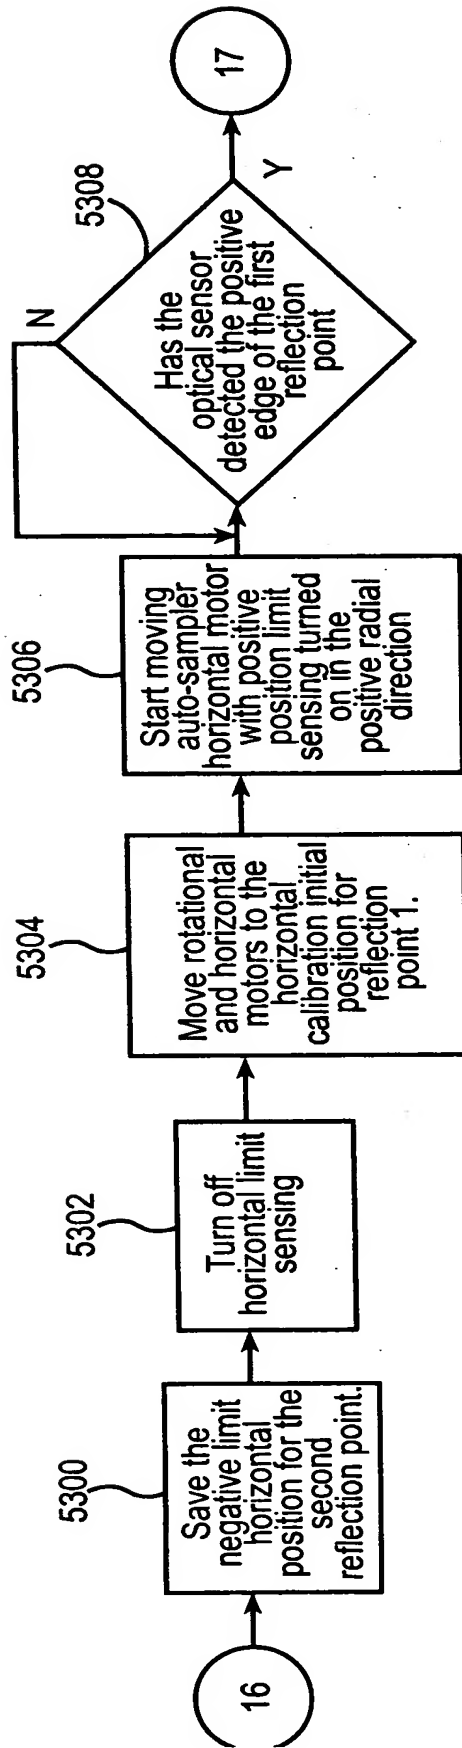 16
5300
Save the
negative limit
horizontal
position for the
second
reflection point.
5302
Turn off
horizontal limit
sensing
5304
Move rotational
and horizontal
motors to the
horizontal
calibration initial
position for
reflection
point 1.
5306
Start moving
auto-sampler
horizontal motor
with positive
position limit
sensing turned
on in the
positive radial
direction
5308
N
Has the
optical sensor
detected the positive
edge of the first
reflection
point
Y
17